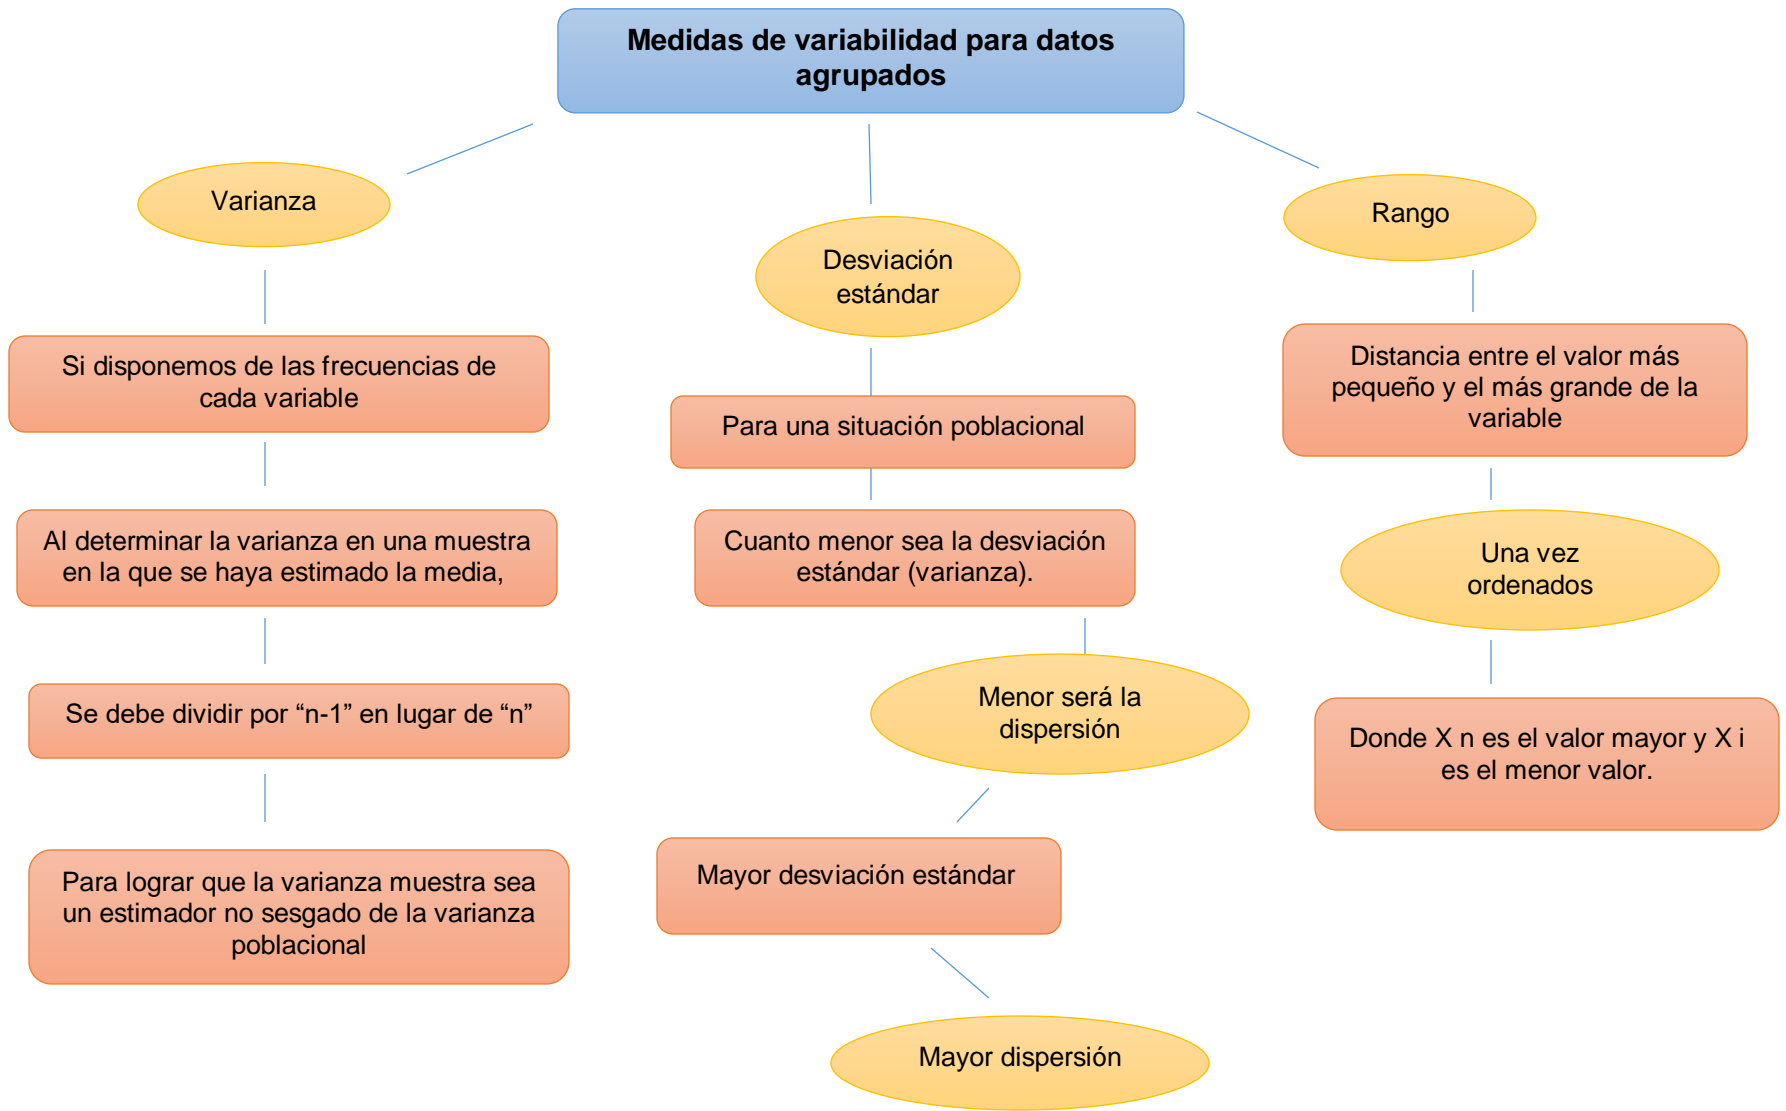 Medidas de variabilidad para datos
agrupados
Varianza
Si disponemos de las frecuencias de
cada variable
Al determinar la varianza en una muestra
en la que se haya estimado la media,
Se debe dividir por “n-1” en lugar de “n”
Para lograr que la varianza muestra sea
un estimador no sesgado de la varianza
poblacional
Desviación
estándar
Para una situación poblacional
Cuanto menor sea la desviación
estándar (varianza).
Menor será la
dispersión
Mayor desviación estándar
Mayor dispersión
Rango
Distancia entre el valor más
pequeño y el más grande de la
variable
Una vez
ordenados
Donde X n es el valor mayor y X i
es el menor valor.